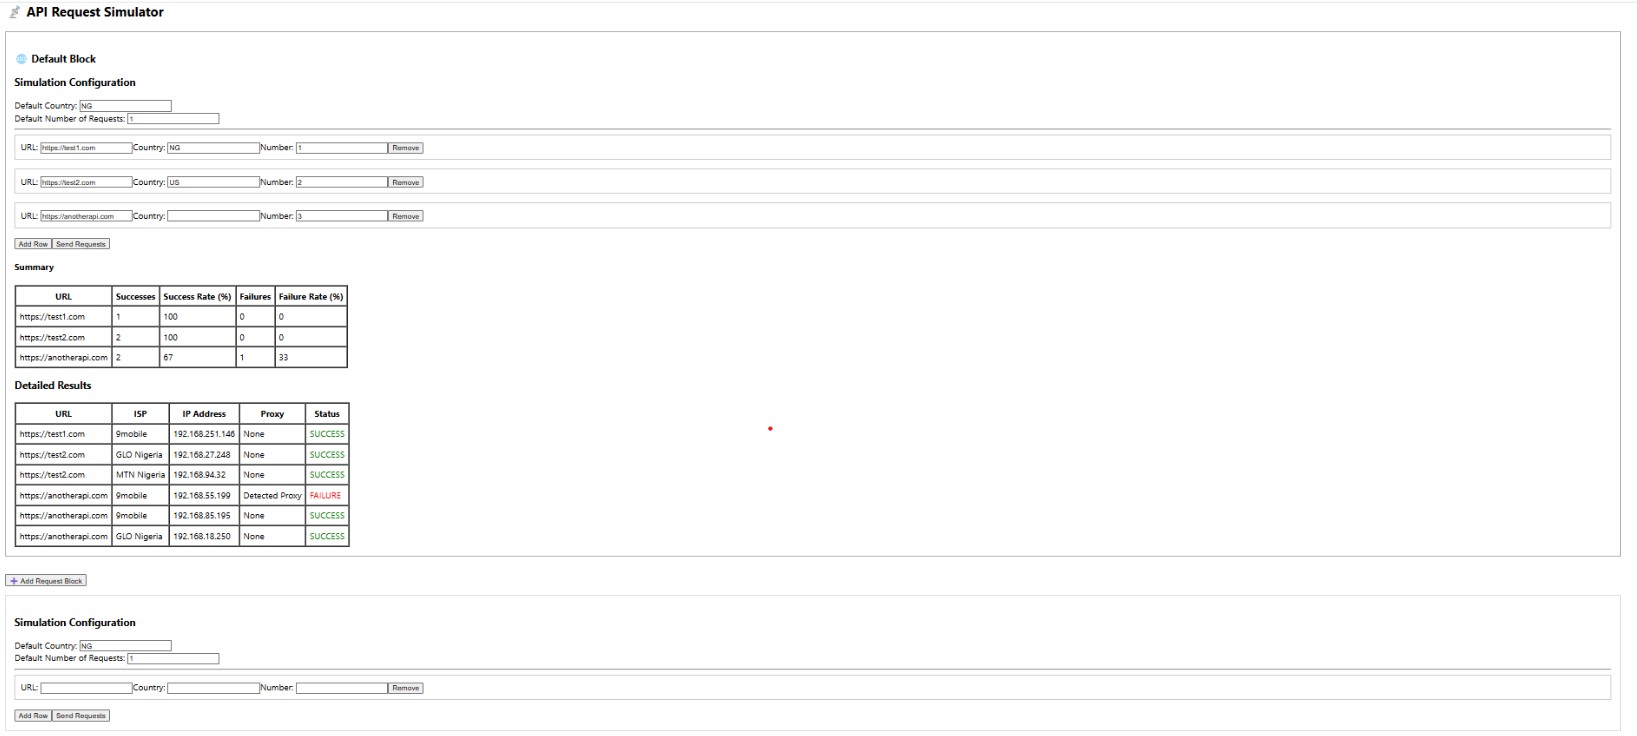 API Request Simulator
Default Block
Simulation Configuration
Default Country: NG
Default Number of Requests: 1
URL: https://test1.com Country: NG Number: 1 Remove
URL: https://test2.com Country: US Number: 2 Remove
URL: https://anotherapi.com Country: Number: 3 Remove
Add Row Send Requests
Summary
URL Successes Success Rate (%) Failures Failure Rate (%)
https://test1.com 1 100 0 0
https://test2.com 2 100 0 0
https://anotherapi.com 2 67 1 33
Detailed Results
URL ISP IP Address Proxy Status
https://test1.com 9mobile 192.168.251.146 None SUCCESS
https://test2.com GLO Nigeria 192.168.27.248 None SUCCESS
https://test2.com MTN Nigeria 192.168.94.32 None SUCCESS
https://anotherapi.com 9mobile 192.168.55.199 Detected Proxy FAILURE
https://anotherapi.com 9mobile 192.168.85.195 None SUCCESS
https://anotherapi.com GLO Nigeria 192.168.18.250 None SUCCESS
+ Add Request Block
Simulation Configuration
Default Country: NG
Default Number of Requests: 1
URL: Country: Number: Remove
Add Row Send Requests